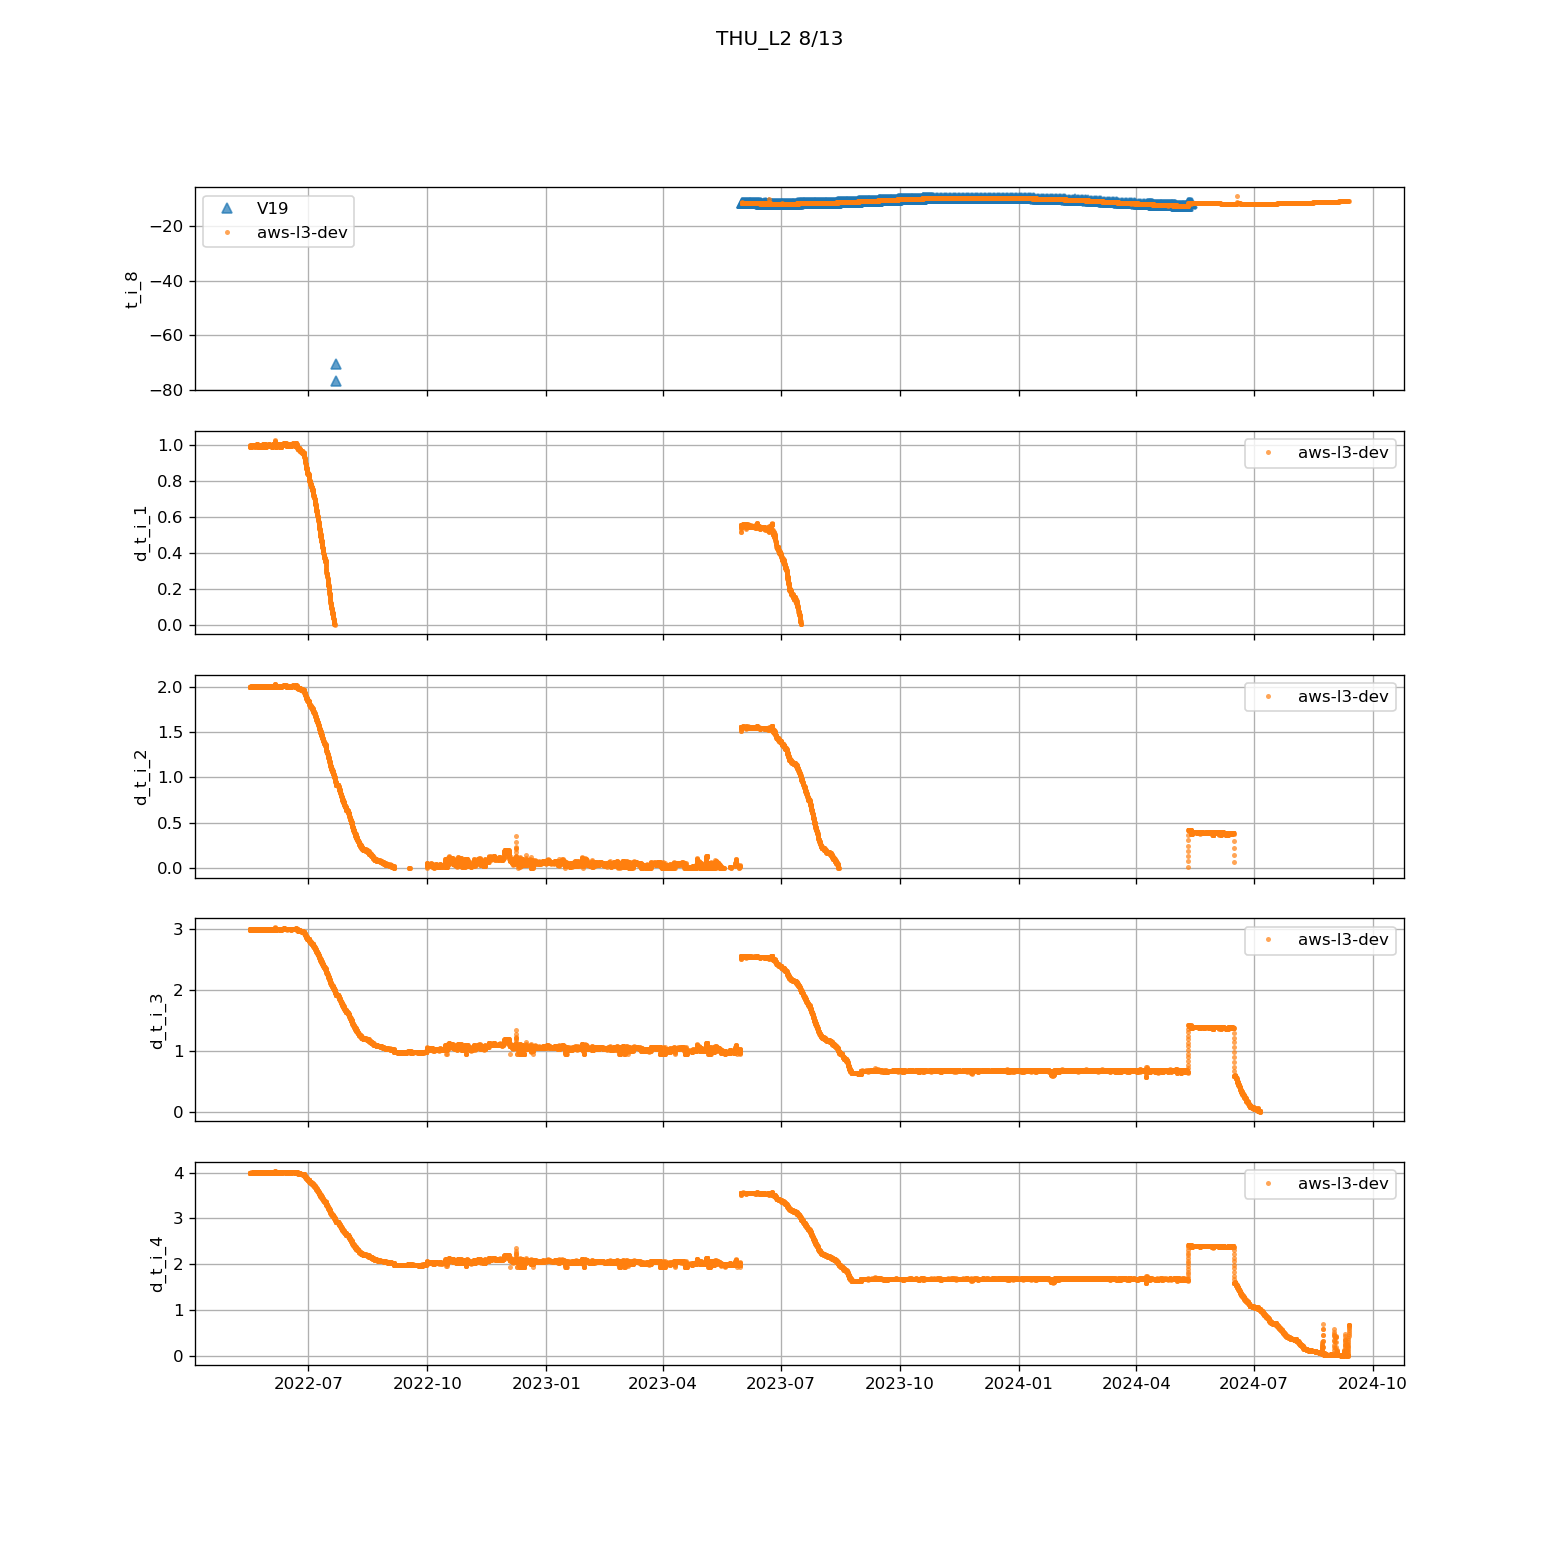 THU_L2 8/13
V19
aws-l3-dev
t_i_8
−20
−40
−60
−80
aws-l3-dev
d_t_i_1
1.0
0.8
0.6
0.4
0.2
0.0
aws-l3-dev
d_t_i_2
2.0
1.5
1.0
0.5
0.0
aws-l3-dev
d_t_i_3
3
2
1
0
aws-l3-dev
d_t_i_4
4
3
2
1
0
2022-07 2022-10 2023-01 2023-04 2023-07 2023-10 2024-01 2024-04 2024-07 2024-10